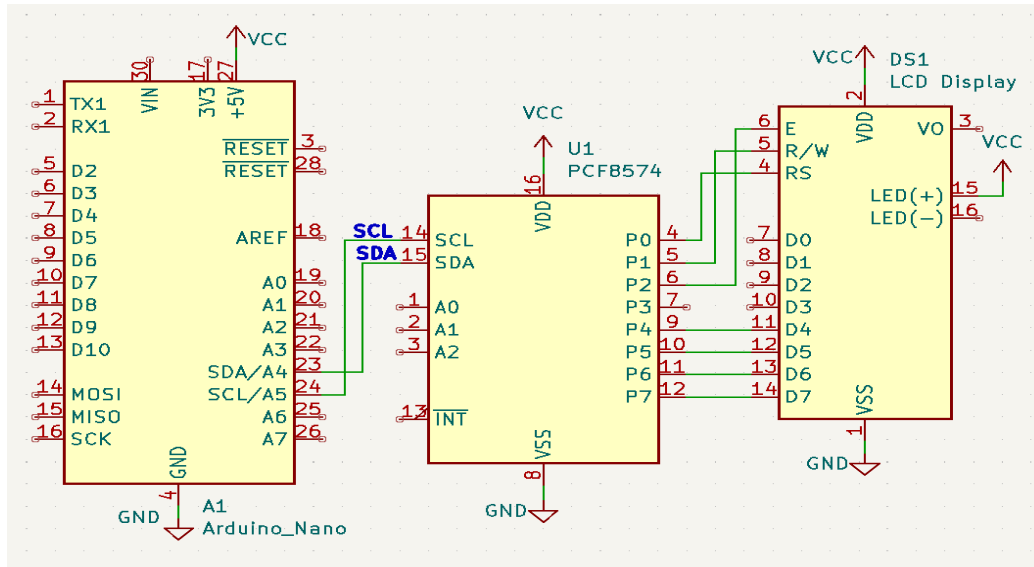 VCC
30
VIN
17
3V3
27
+5V
1 TX1
2 RX1
RESET 3
RESET 28
5 D2
6 D3
7 D4
8 D5
AREF 18
9 D6
10 D7
A0 19
11 D8
A1 20
12 D9
A2 21
13 D10
A3 22
SDA/A4 23
14 MOSI
SCL/A5 24
15 MISO
A6 25
16 SCK
A7 26
GND
4
GND
A1
Arduino_Nano
VCC
U1
PCF8574
16
VDD
SCL 14 SCL
SDA 15 SDA
1 A0
2 A1
3 A2
13 INT
P0 4
P1 5
P2 6
P3 7
P4 9
P5 10
P6 11
P7 12
VSS
8
GND
VCC
DS1
LCD Display
2
VDD
6 E
5 R/W
4 RS
VO 3
VCC
LED(+) 15
LED(-) 16
7 D0
8 D1
9 D2
10 D3
11 D4
12 D5
13 D6
14 D7
VSS
1
GND